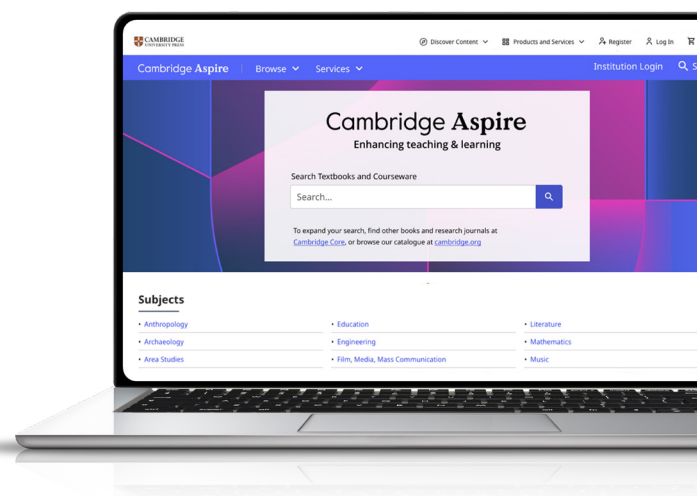 CAMBRIDGE
UNIVERSITY PRESS
Discover Content
Products and Services
Register
Log In
Cambridge Aspire
Browse
Services
Institution Login
S
Cambridge Aspire
Enhancing teaching & learning
Search Textbooks and Courseware
Search...
To expand your search, find other books and research journals at
Cambridge Core, or browse our catalogue at cambridge.org
Subjects
• Anthropology
• Education
• Literature
• Archaeology
• Engineering
• Mathematics
• Area Studies
• Film, Media, Mass Communication
• Music